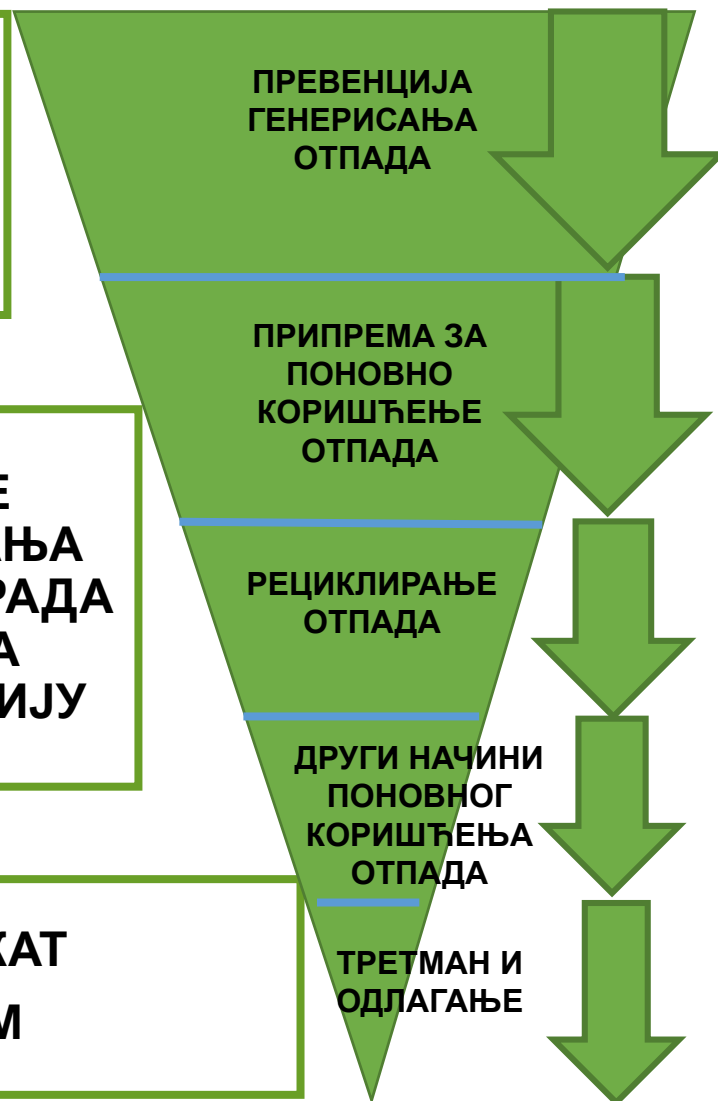 ПРЕВЕНЦИЈА
ГЕНЕРИСАЊА
ОТПАДА
ПРИПРЕМА ЗА
ПОНОВНО
КОРИШЋЕЊЕ
ОТПАДА
РЕЦИКЛИРАЊЕ
ОТПАДА
ДРУГИ НАЧИНИ
ПОНОВНОГ
КОРИШЋЕЊА
ОТПАДА
ТРЕТМАН И
ОДЛАГАЊЕ